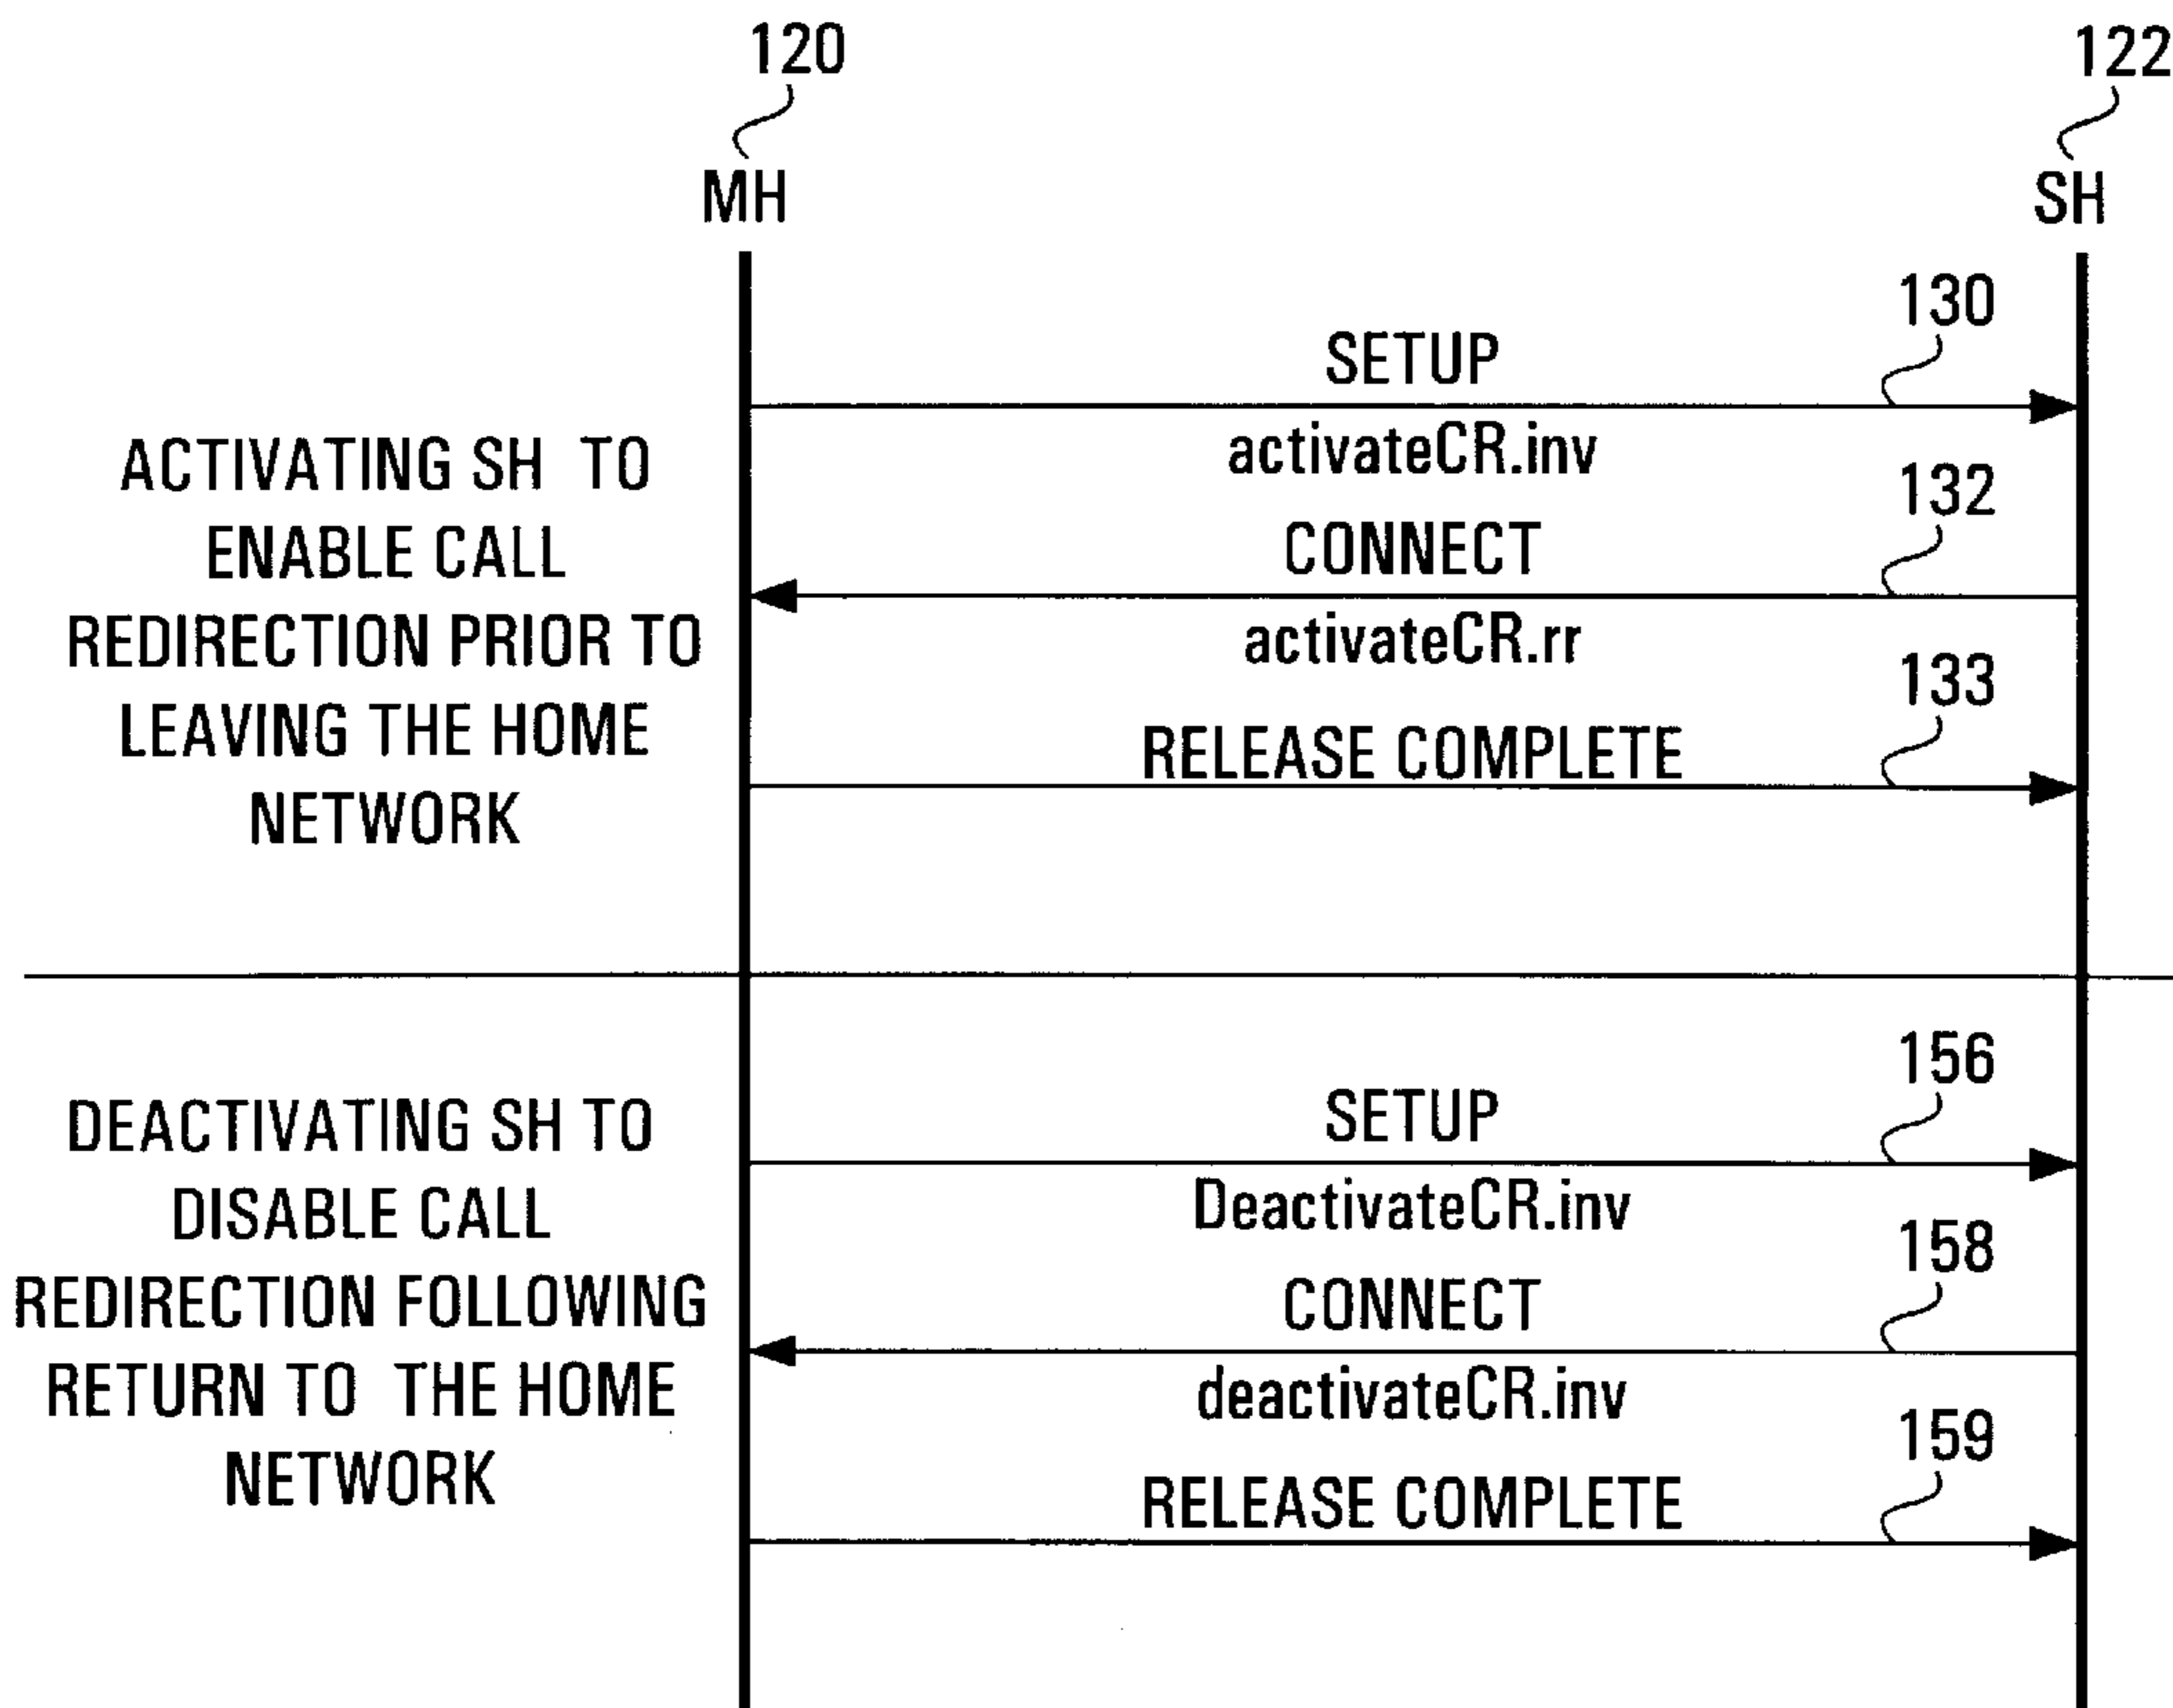 120
122
MH
SH
130
SETUP
activateCR.inv
132
CONNECT
activateCR.rr
133
RELEASE COMPLETE
ACTIVATING SH TO
ENABLE CALL
REDIRECTION PRIOR TO
LEAVING THE HOME
NETWORK
156
SETUP
DeactivateCR.inv
158
CONNECT
deactivateCR.inv
159
RELEASE COMPLETE
DEACTIVATING SH TO
DISABLE CALL
REDIRECTION FOLLOWING
RETURN TO THE HOME
NETWORK